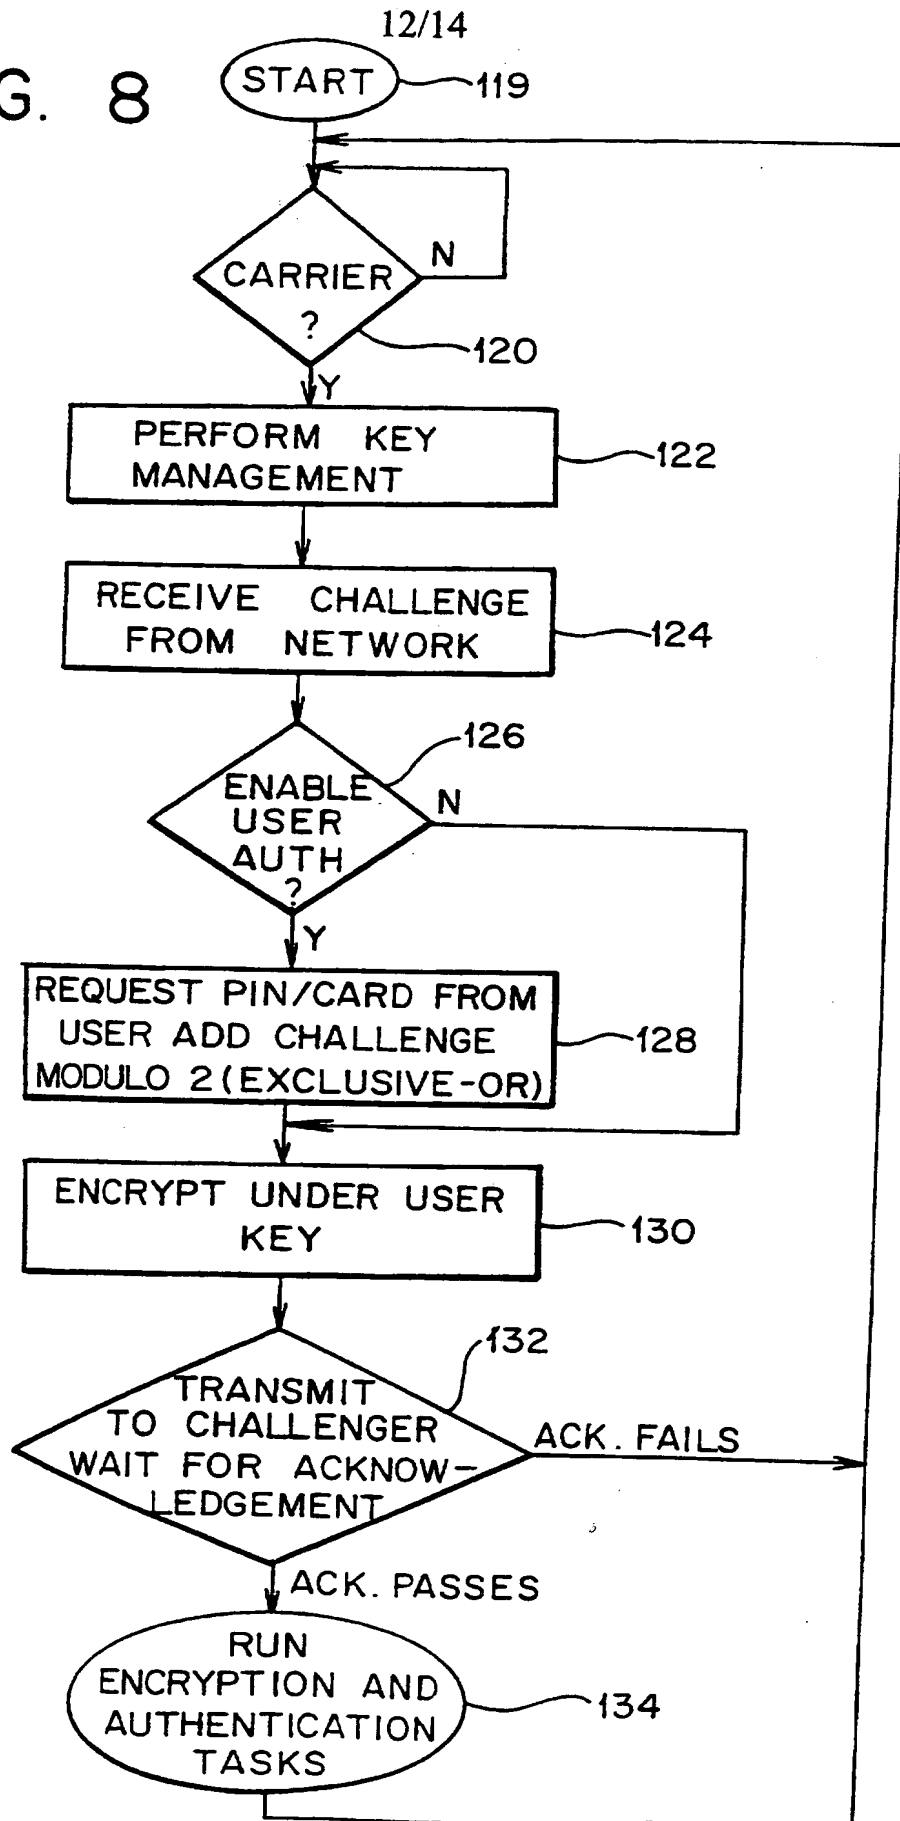 12/14
G. 8
START
119
N
CARRIER
?
120
Y
PERFORM KEY
MANAGEMENT
122
RECEIVE CHALLENGE
FROM NETWORK
124
126
ENABLE
USER
AUTH
?
N
Y
REQUEST PIN/CARD FROM
USER ADD CHALLENGE
MODULO 2 (EXCLUSIVE-OR)
128
ENCRYPT UNDER USER
KEY
130
132
TRANSMIT
TO CHALLENGER
WAIT FOR ACKNOW-
LEDGEMENT
ACK. FAILS
ACK. PASSES
RUN
ENCRYPTION AND
AUTHENTICATION
TASKS
134